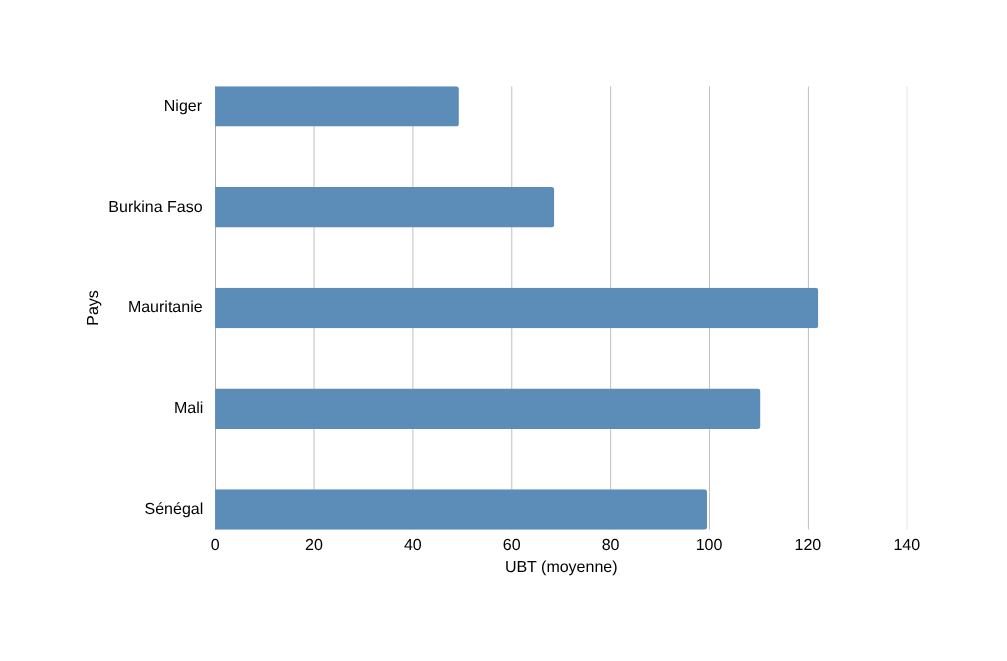 Niger
Burkina Faso
Mauritanie
Mali
Sénégal
Pays
0 20 40 60 80 100 120 140
UBT (moyenne)